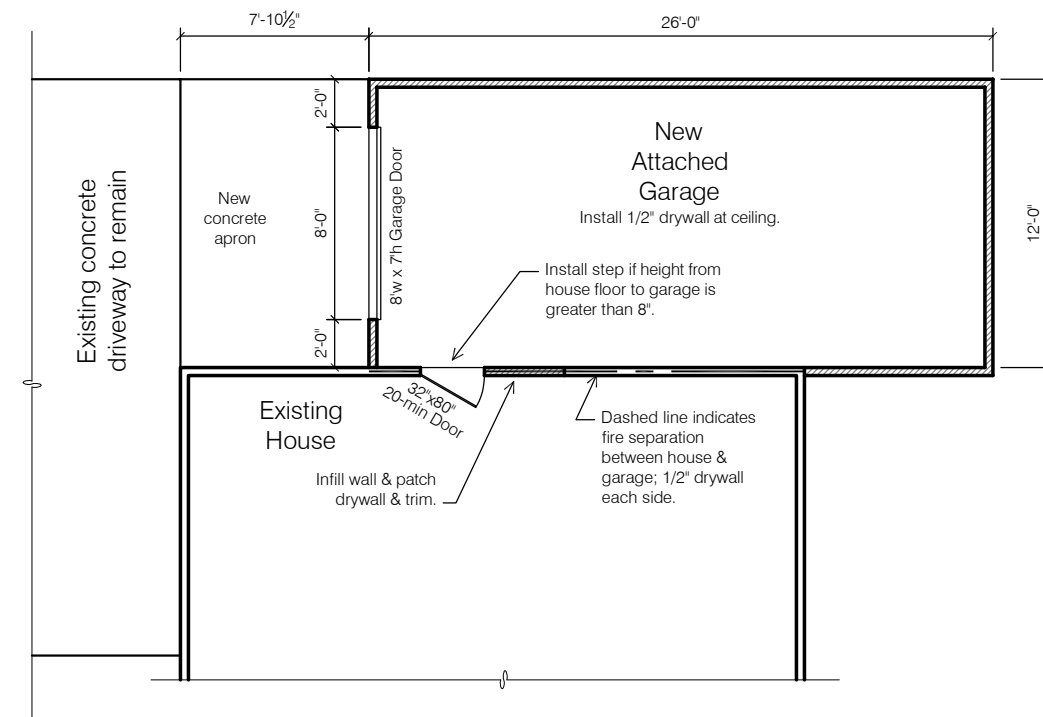 7'-10½"
26'-0"
2'-0"
8'-0"
2'-0"
12'-0"
Existing concrete
driveway to remain
New
concrete
apron
8'w x 7'h Garage Door
New
Attached
Garage
Install 1/2" drywall at ceiling.
Install step if height from
house floor to garage is
greater than 8".
32"x80"
20-min Door
Existing
House
Infill wall & patch
drywall & trim.
Dashed line indicates
fire separation
between house &
garage; 1/2" drywall
each side.